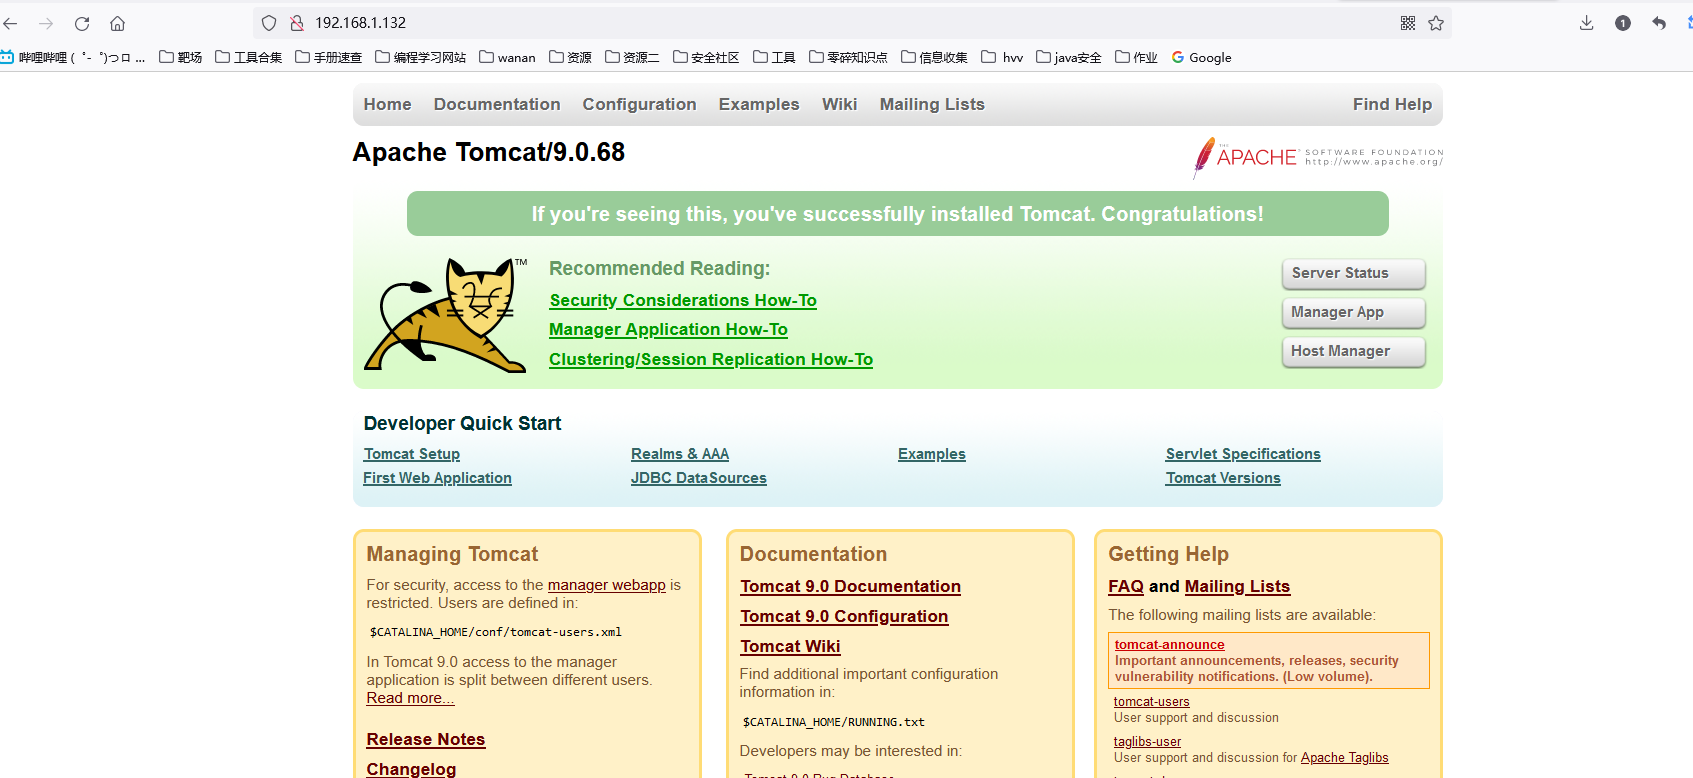 192.168.1.132
哔哩哔哩 ( ゜- ゜)つロ ... 靶场 工具合集 手册速查 编程学习网站 wanan 资源 资源二 安全社区 工具 零碎知识点 信息收集 hvv java安全 作业 Google
Home Documentation Configuration Examples Wiki Mailing Lists Find Help
Apache Tomcat/9.0.68
THE APACHE SOFTWARE FOUNDATION
http://www.apache.org/
If you're seeing this, you've successfully installed Tomcat. Congratulations!
TM
Recommended Reading:
Security Considerations How-To
Manager Application How-To
Clustering/Session Replication How-To
Server Status
Manager App
Host Manager
Developer Quick Start
Tomcat Setup
First Web Application
Realms & AAA
JDBC DataSources
Examples
Servlet Specifications
Tomcat Versions
Managing Tomcat
For security, access to the manager webapp is
restricted. Users are defined in:
$CATALINA_HOME/conf/tomcat-users.xml
In Tomcat 9.0 access to the manager
application is split between different users.
Read more...
Release Notes
Changelog
Documentation
Tomcat 9.0 Documentation
Tomcat 9.0 Configuration
Tomcat Wiki
Find additional important configuration
information in:
$CATALINA_HOME/RUNNING.txt
Developers may be interested in:
Tomcat 9.0 Bug Database
Getting Help
FAQ and Mailing Lists
The following mailing lists are available:
tomcat-announce
Important announcements, releases, security
vulnerability notifications. (Low volume).
tomcat-users
User support and discussion
taglibs-user
User support and discussion for Apache Taglibs